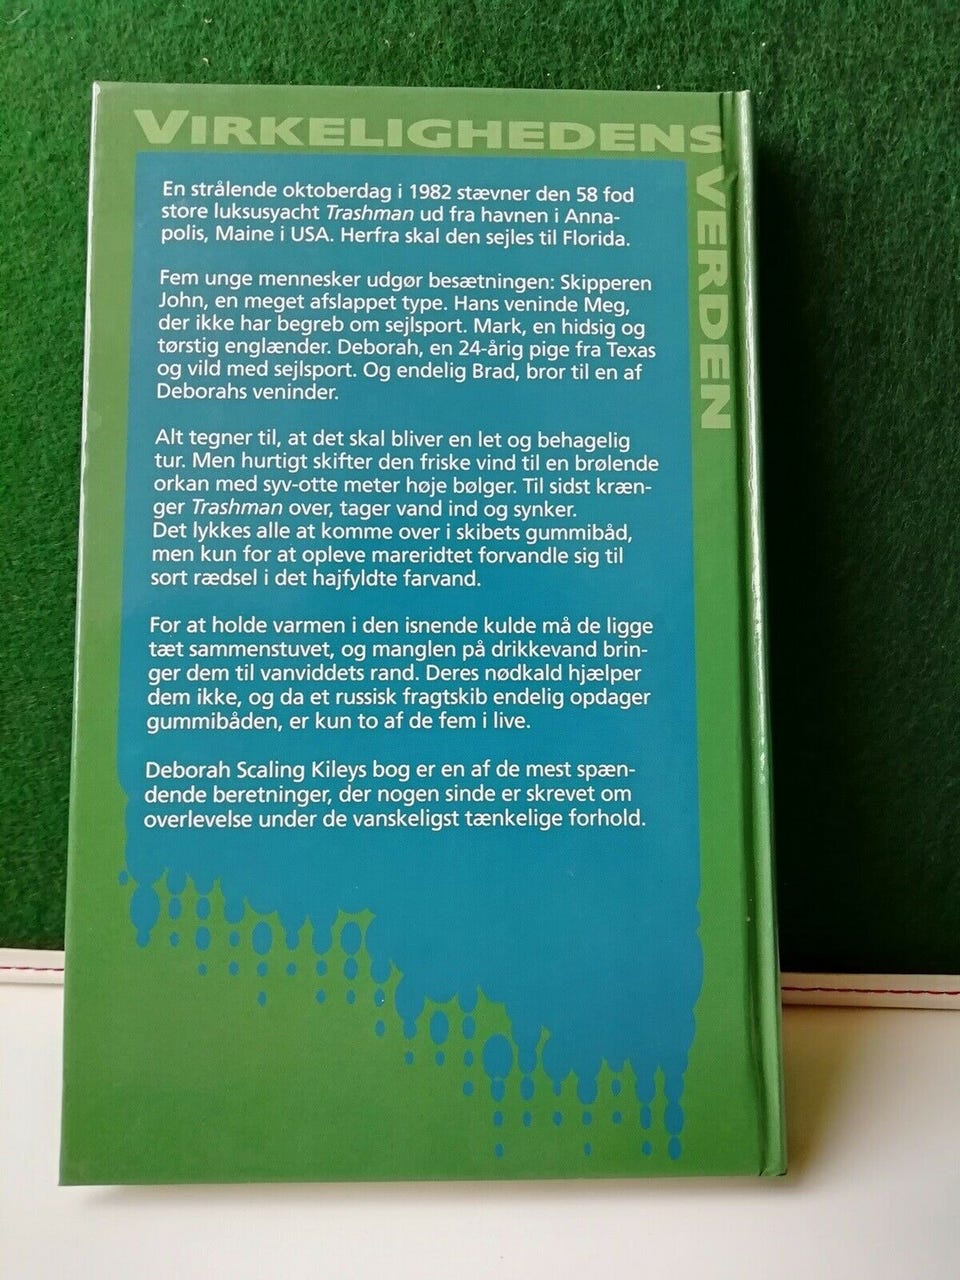 VIRKELIGHEDENS
VERDEN
En strålende oktoberdag i 1982 stævner den 58 fod
store luksusyacht Trashman ud fra havnen i Anna-
polis, Maine i USA. Herfra skal den sejles til Florida.
Fem unge mennesker udgør besætningen: Skipperen
John, en meget afslappet type. Hans veninde Meg,
der ikke har begreb om sejlsport. Mark, en hidsig og
tørstig englænder. Deborah, en 24-årig pige fra Texas
og vild med sejlsport. Og endelig Brad, bror til en af
Deborahs veninder.
Alt tegner til, at det skal bliver en let og behagelig
tur. Men hurtigt skifter den friske vind til en brølende
orkan med syv-otte meter høje bølger. Til sidst kræn-
ger Trashman over, tager vand ind og synker.
Det lykkes alle at komme over i skibets gummibåd,
men kun for at opleve mareridtet forvandle sig til
sort rædsel i det hajfyldte farvand.
For at holde varmen i den isnende kulde må de ligge
tæt sammenstuvet, og manglen på drikkevand brin-
ger dem til vanviddets rand. Deres nødkald hjælper
dem ikke, og da et russisk fragtskib endelig opdager
gummibåden, er kun to af de fem i live.
Deborah Scaling Kileys bog er en af de mest spæn-
dende beretninger, der nogen sinde er skrevet om
overlevelse under de vanskeligst tænkelige forhold.